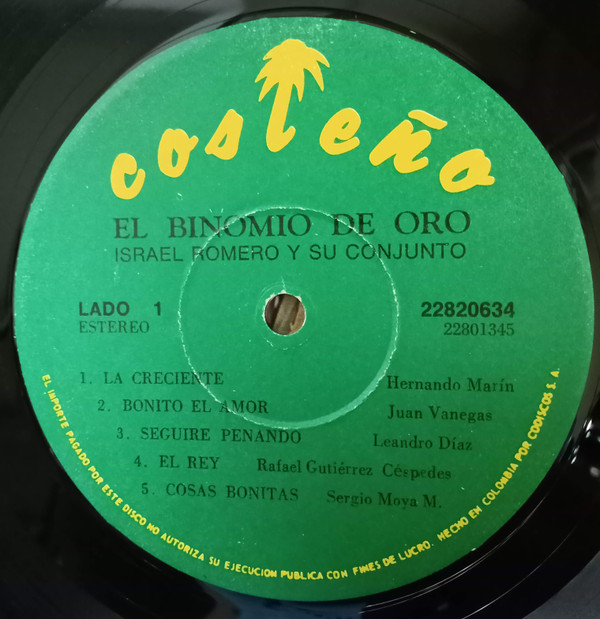 costeño
EL BINOMIO DE ORO
ISRAEL ROMERO Y SU CONJUNTO
LADO 1 22820634
ESTEREO 22801345
1. LA CRECIENTE Hernando Marín
2. BONITO EL AMOR Juan Vanegas
3. SEGUIRE PENANDO Leandro Díaz
4. EL REY Rafael Gutiérrez Céspedes
5. COSAS BONITAS Sergio Moya M.
EL IMPORTE PAGADO POR ESTE DISCO NO AUTORIZA SU EJECUCION PUBLICA CON FINES DE LUCRO. HECHO EN COLOMBIA POR CODISCOS S. A.